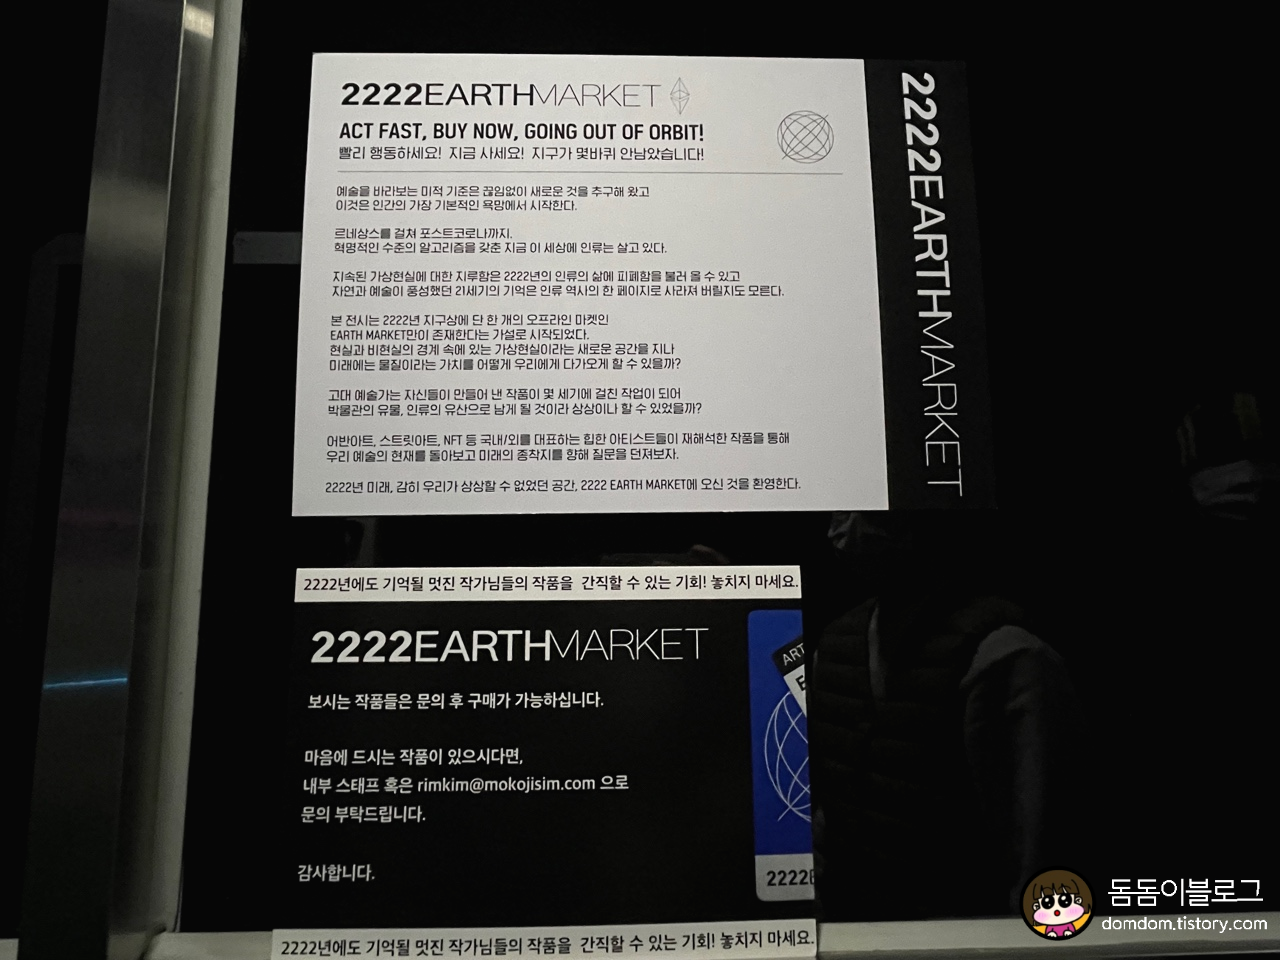 2222EARTHMARKET
ACT FAST, BUY NOW, GOING OUT OF ORBIT!
빨리 행동하세요! 지금 사세요! 지구가 몇바퀴 안남았습니다!
예술을 바라보는 미적 기준은 끊임없이 새로운 것을 추구해 왔고
이것은 인간의 가장 기본적인 욕망에서 시작한다.
르네상스를 걸쳐 포스트코로나까지.
혁명적인 수준의 알고리즘을 갖춘 지금 이 세상에 인류는 살고 있다.
지속된 가상현실에 대한 지루함은 2222년의 인류의 삶에 피폐함을 불러 올 수 있고
자연과 예술이 풍성했던 21세기의 기억은 인류 역사의 한 페이지로 사라져 버릴지도 모른다.
본 전시는 2222년 지구상에 단 한 개의 오프라인 마켓인
EARTH MARKET만이 존재한다는 가설로 시작되었다.
현실과 비현실의 경계 속에 있는 가상현실이라는 새로운 공간을 지나
미래에는 물질이라는 가치를 어떻게 우리에게 다가오게 할 수 있을까?
고대 예술가는 자신들이 만들어 낸 작품이 몇 세기에 걸친 작업이 되어
박물관의 유물, 인류의 유산으로 남게 될 것이라 상상이나 할 수 있었을까?
어반아트, 스트릿아트, NFT 등 국내/외를 대표하는 힙한 아티스트들이 재해석한 작품을 통해
우리 예술의 현재를 돌아보고 미래의 종착지를 향해 질문을 던져보자.
2222년 미래, 감히 우리가 상상할 수 없었던 공간, 2222 EARTH MARKET에 오신 것을 환영한다.
2222EARTHMARKET
2222년에도 기억될 멋진 작가님들의 작품을 간직할 수 있는 기회! 놓치지 마세요.
2222EARTHMARKET
보시는 작품들은 문의 후 구매가 가능하십니다.
마음에 드시는 작품이 있으시다면,
내부 스태프 혹은 rimkim@mokojisim.com 으로
문의 부탁드립니다.
감사합니다.
ART
2222E
2222년에도 기억될 멋진 작가님들의 작품을 간직할 수 있는 기회! 놓치지 마세요.
돔돔이블로그
domdom.tistory.com